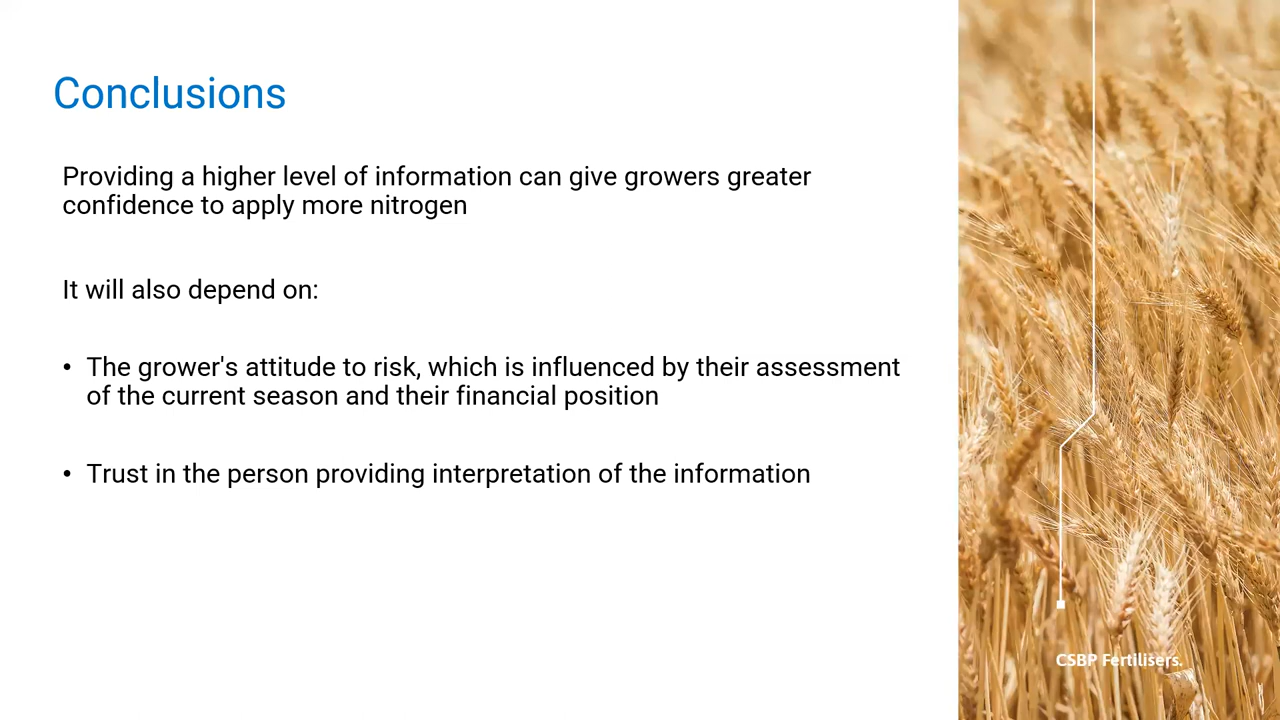 Conclusions
Providing a higher level of information can give growers greater
confidence to apply more nitrogen
It will also depend on:
• The grower's attitude to risk, which is influenced by their assessment
of the current season and their financial position
• Trust in the person providing interpretation of the information
CSBP Fertilisers.